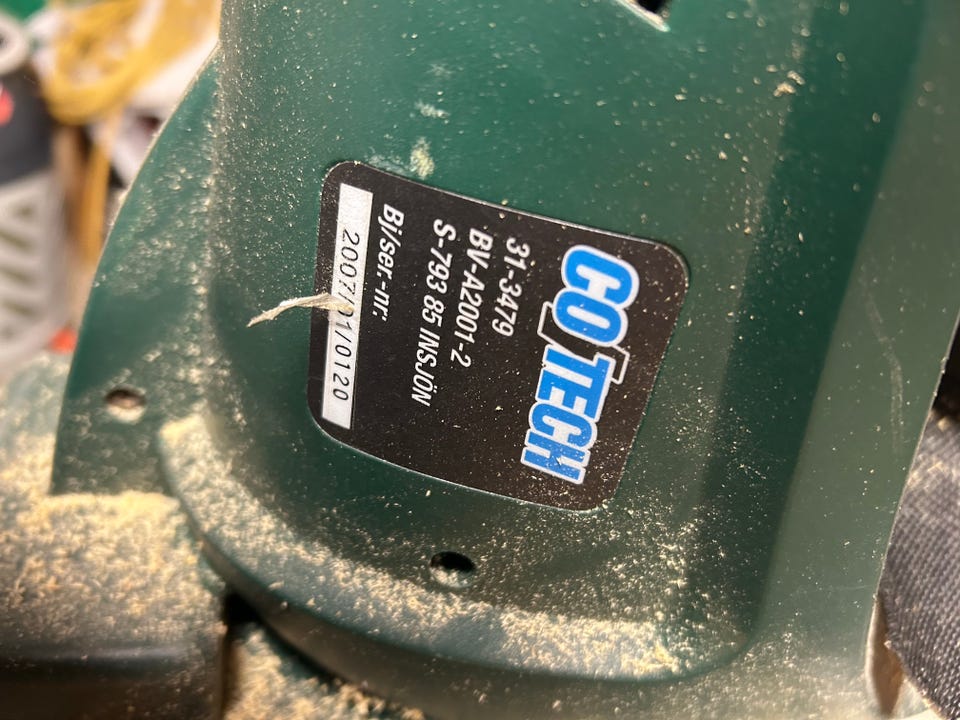 CO/TECH
31-3479
BV-A2001-2
S-793 85 INSJÖN
Bj/ser.-nr:
2007/01/0120